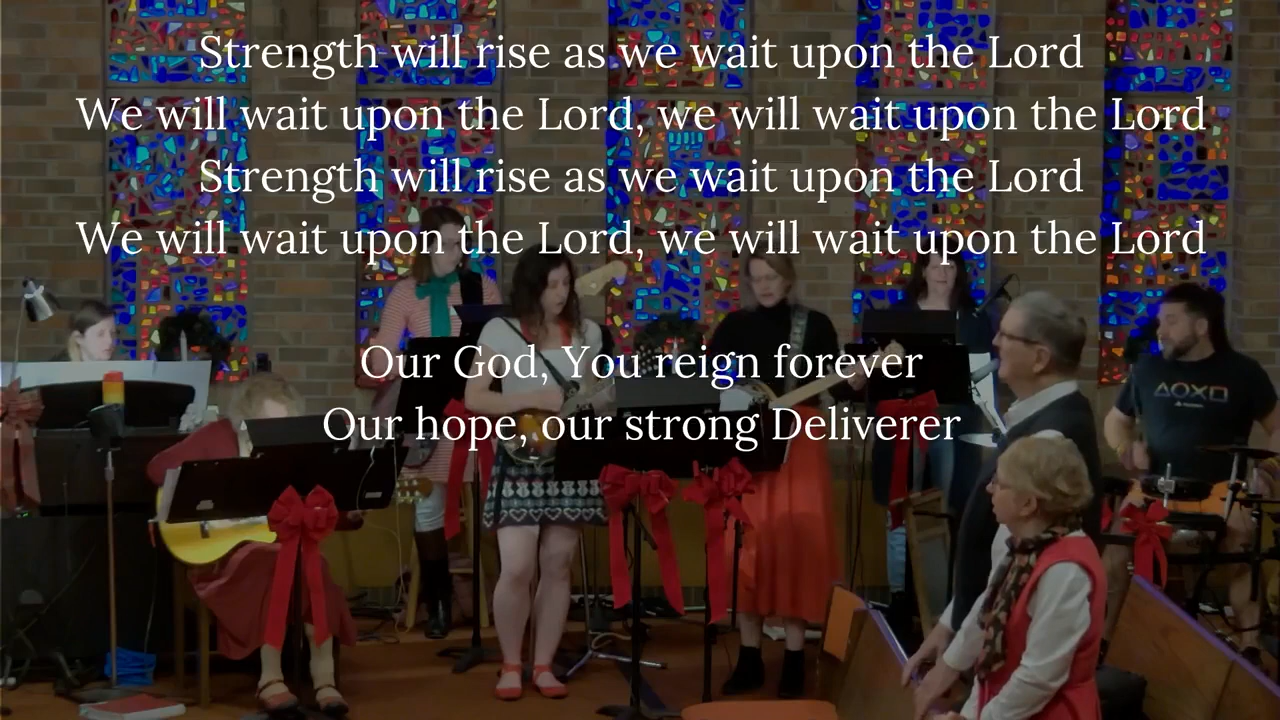 Strength will rise as we wait upon the Lord
We will wait upon the Lord, we will wait upon the Lord
Strength will rise as we wait upon the Lord
We will wait upon the Lord, we will wait upon the Lord
Our God, You reign forever
Our hope, our strong Deliverer